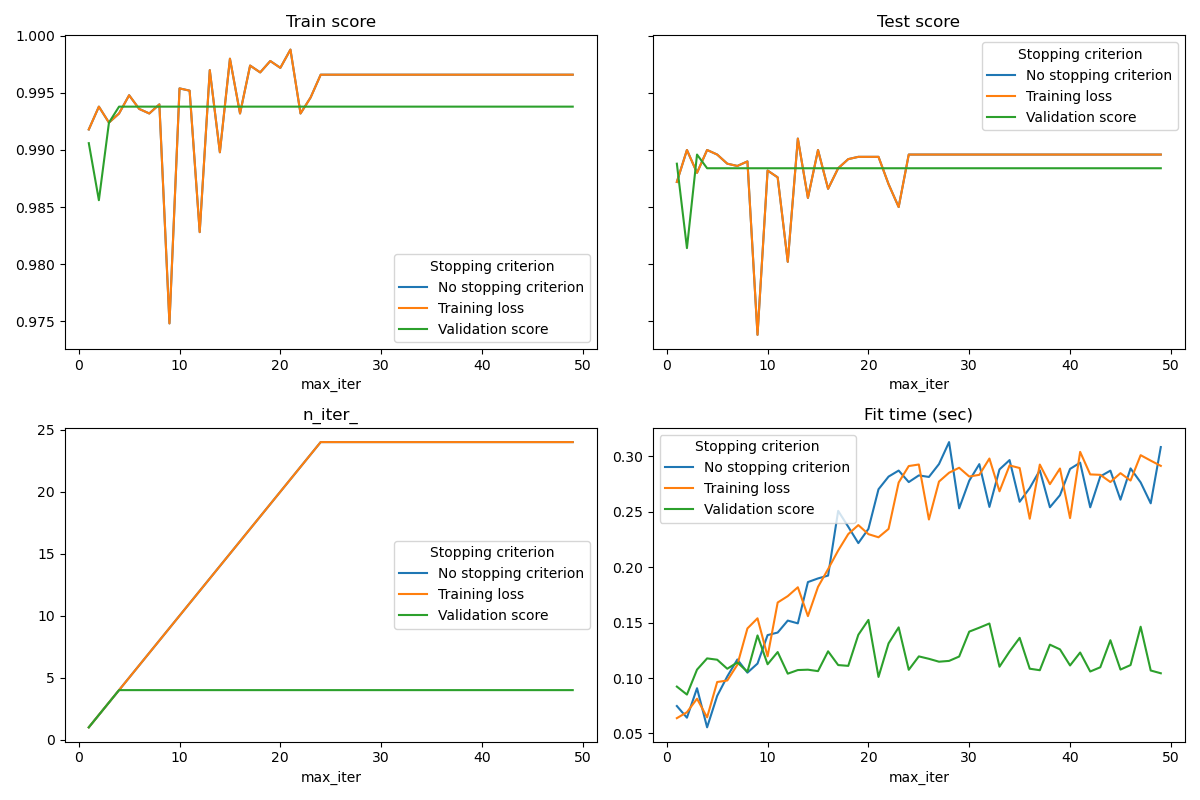 Train score
1.000
0.995
0.990
0.985
0.980
0.975
Stopping criterion
No stopping criterion
Training loss
Validation score
0 10 20 30 40 50
max_iter
Test score
Stopping criterion
No stopping criterion
Training loss
Validation score
0 10 20 30 40 50
max_iter
n_iter_
25
20
15
10
5
0
Stopping criterion
No stopping criterion
Training loss
Validation score
0 10 20 30 40 50
max_iter
Fit time (sec)
Stopping criterion
No stopping criterion
Training loss
Validation score
0.30
0.25
0.20
0.15
0.10
0.05
0 10 20 30 40 50
max_iter